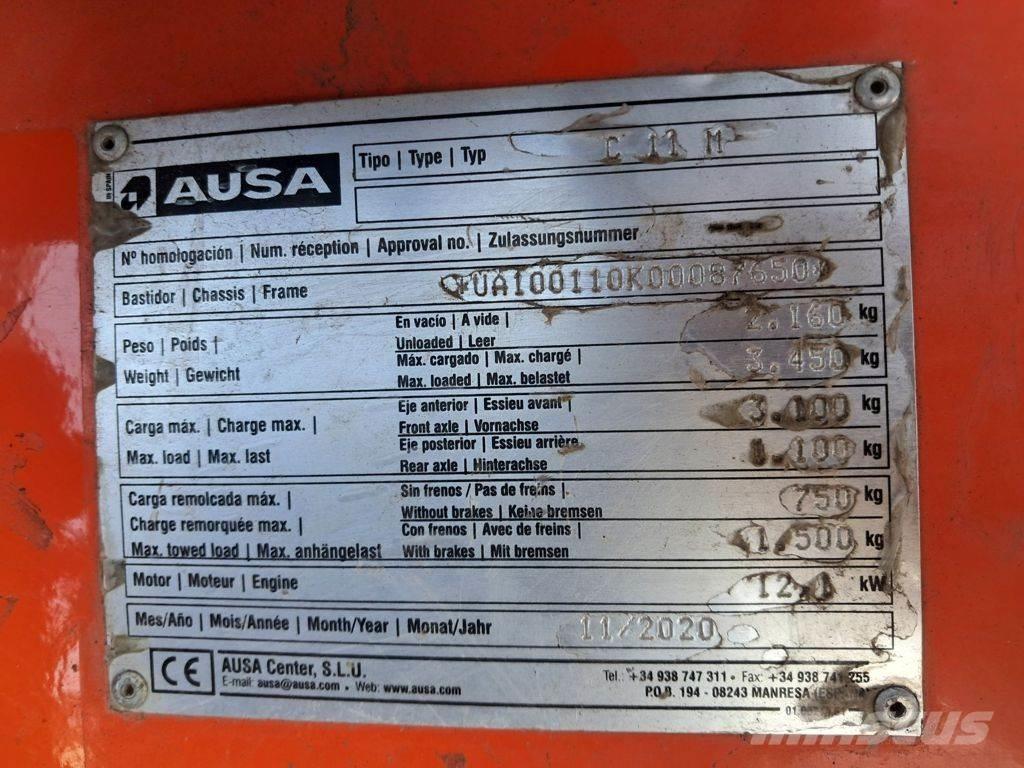 IN SPAIN
AUSA
Tipo | Type | Typ C 11 M
Nº homologación | Num. réception | Approval no. | Zulassungsnummer
Bastidor | Chassis | Frame *UA100110K00087650*
Peso | Poids |
Weight | Gewicht
En vacío | A vide | 2.160 kg
Unloaded | Leer
Máx. cargado | Max. chargé | 3.450 kg
Max. loaded | Max. belastet
Carga máx. | Charge max. |
Max. load | Max. last
Eje anterior | Essieu avant | 3.100 kg
Front axle | Vornachse
Eje posterior | Essieu arrière 1.100 kg
Rear axle | Hinterachse
Carga remolcada máx. |
Charge remorquée max. |
Max. towed load | Max. anhängelast
Sin frenos / Pas de freins | 750 kg
Without brakes | Keine bremsen
Con frenos | Avec de freins | 1.500 kg
With brakes | Mit bremsen
Motor | Moteur | Engine 12,1 kW
Mes/Año | Mois/Année | Month/Year | Monat/Jahr 11/2020
CE
AUSA Center, S.L.U.
E-mail: ausa@ausa.com • Web: www.ausa.com
Tel.: +34 938 747 311 • Fax: +34 938 741 255
P.O.B. 194 - 08243 MANRESA